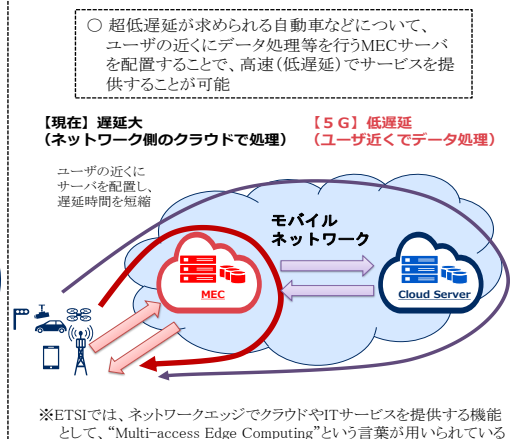 ○ 超低遅延が求められる自動車などについて、
ユーザの近くにデータ処理等を行うMECサーバ
を配置することで、高速(低遅延)でサービスを提
供することが可能
【現在】遅延大
(ネットワーク側のクラウドで処理)
【5G】低遅延
(ユーザ近くでデータ処理)
ユーザの近くに
サーバを配置し、
遅延時間を短縮
モバイル
ネットワーク
MEC
Cloud Server
※ETSIでは、ネットワークエッジでクラウドやITサービスを提供する機能
として、“Multi-access Edge Computing”という言葉が用いられている